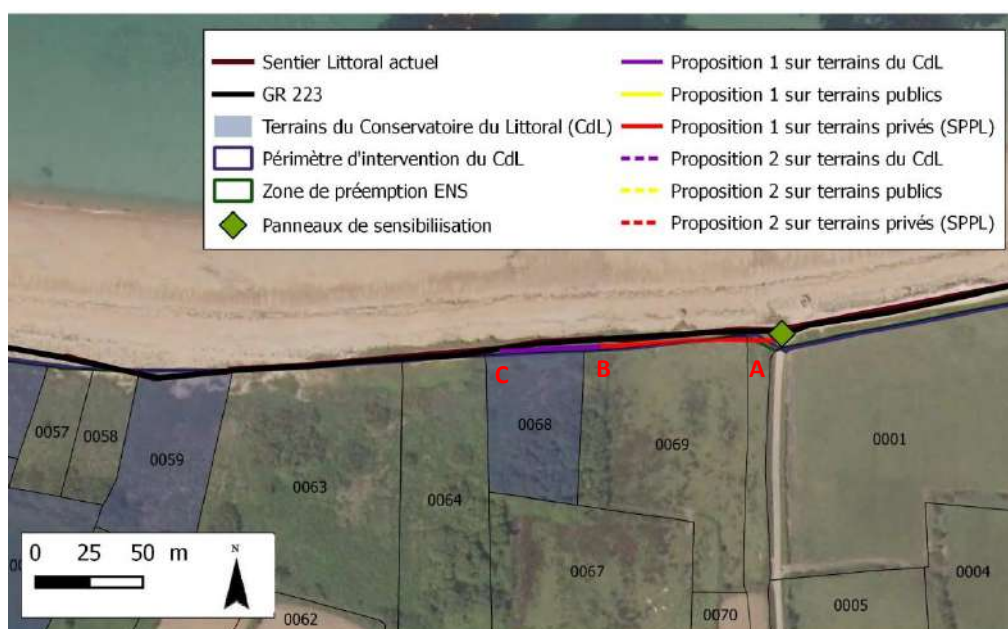 Sentier Littoral actuel
GR 223
Terrains du Conservatoire du Littoral (CdL)
Périmètre d'intervention du CdL
Zone de préemption ENS
Panneaux de sensibiliisation
Proposition 1 sur terrains du CdL
Proposition 1 sur terrains publics
Proposition 1 sur terrains privés (SPPL)
Proposition 2 sur terrains du CdL
Proposition 2 sur terrains publics
Proposition 2 sur terrains privés (SPPL)
C
B
A
0057
0058
0059
0063
0064
0068
0069
0001
0067
0062
0070
0005
0004
0 25 50 m
N